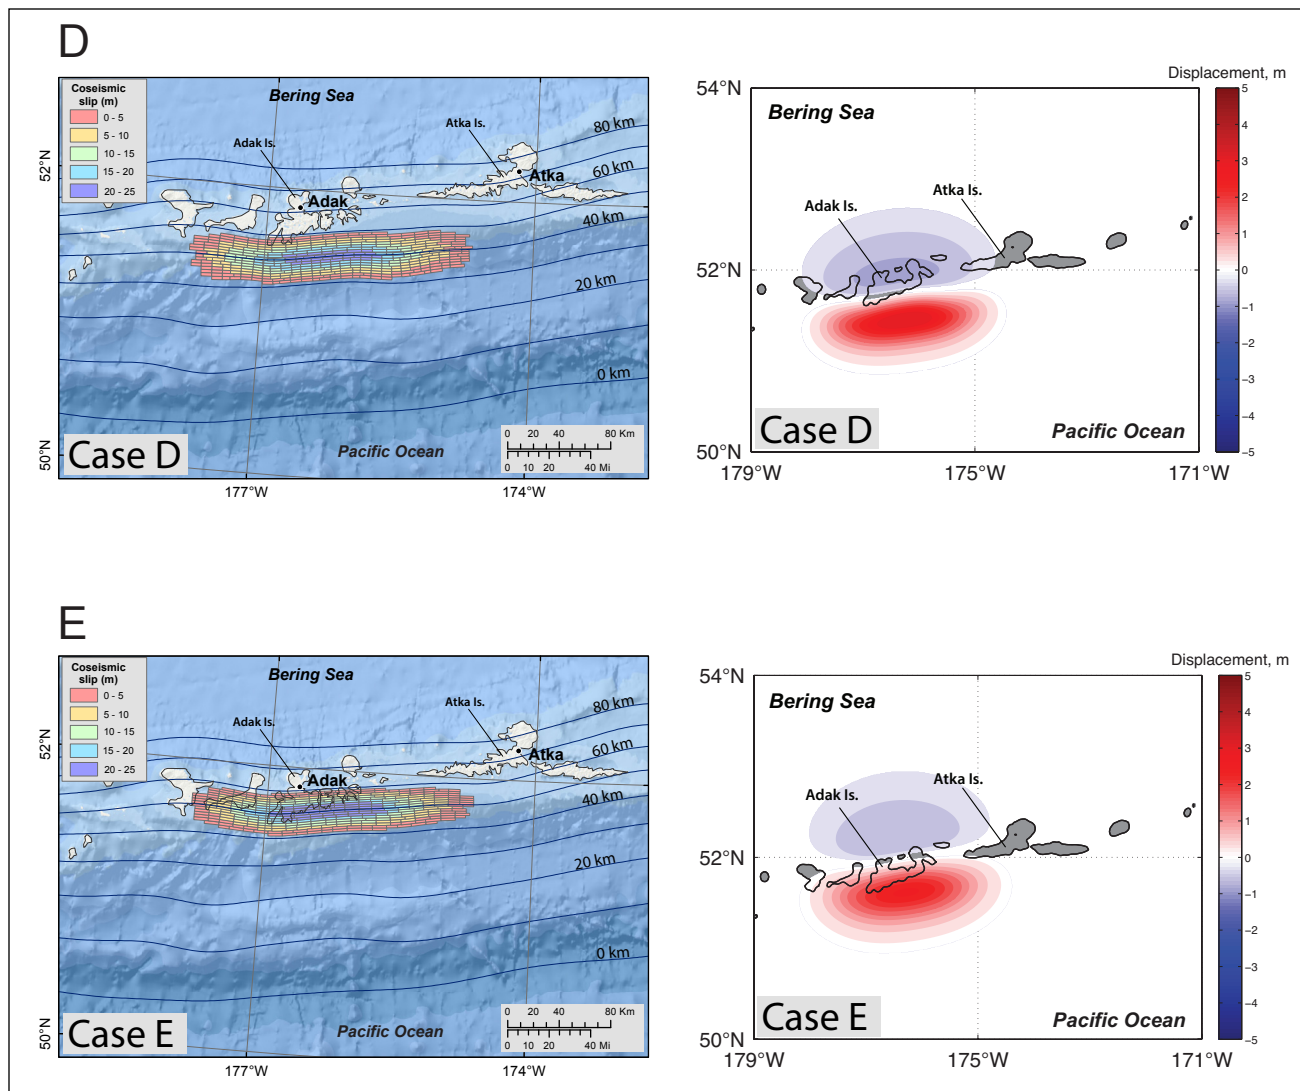 D
Coseismic
slip (m)
0 - 5
5 - 10
10 - 15
15 - 20
20 - 25
Bering Sea
Atka Is.
Adak Is.
80 km
60 km
Atka
Adak
40 km
20 km
0 km
52°N
50°N
Pacific Ocean
Case D
0 20 40 80 Km
0 20 40 Mi
177°W
174°W
Displacement, m
54°N
Bering Sea
Atka Is.
Adak Is.
52°N
Case D
Pacific Ocean
50°N
179°W
175°W
171°W
5
4
3
2
1
0
−1
−2
−3
−4
−5
E
Coseismic
slip (m)
0 - 5
5 - 10
10 - 15
15 - 20
20 - 25
Bering Sea
Atka Is.
Adak Is.
80 km
60 km
Atka
Adak
40 km
20 km
0 km
52°N
50°N
Pacific Ocean
Case E
0 20 40 80 Km
0 20 40 Mi
177°W
174°W
Displacement, m
54°N
Bering Sea
Atka Is.
Adak Is.
52°N
Case E
Pacific Ocean
50°N
179°W
175°W
171°W
5
4
3
2
1
0
−1
−2
−3
−4
−5